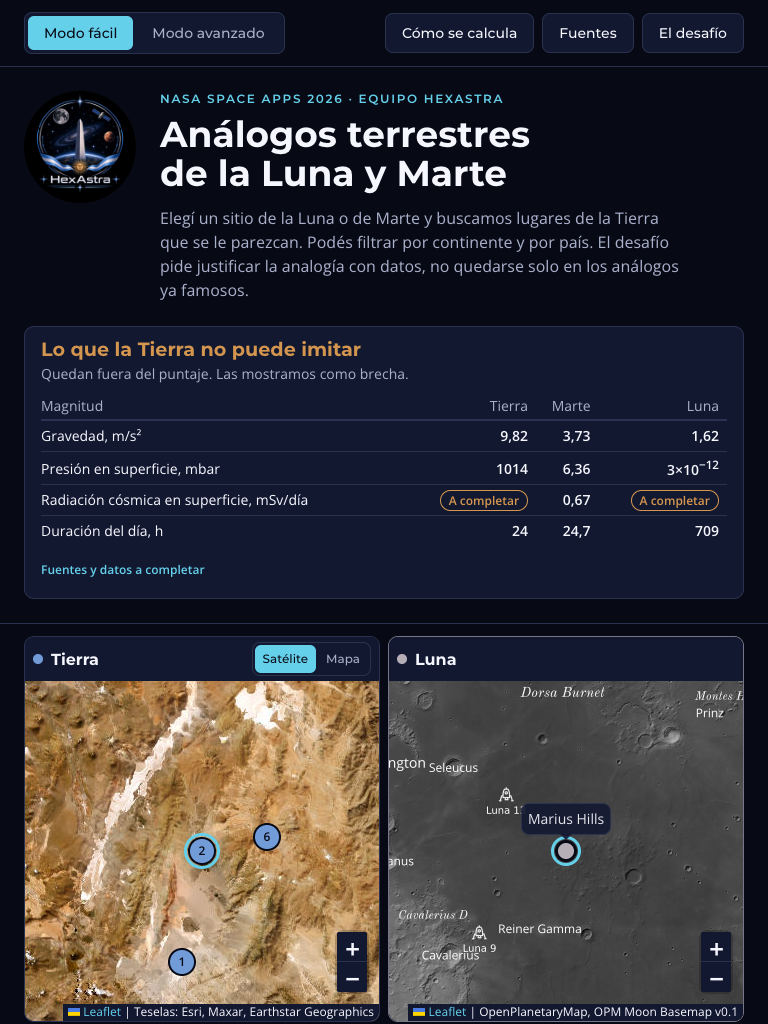 Modo fácil Modo avanzado Cómo se calcula Fuentes El desafío
HexAstra
NASA SPACE APPS 2026 · EQUIPO HEXASTRA
Análogos terrestres
de la Luna y Marte
Elegí un sitio de la Luna o de Marte y buscamos lugares de la Tierra
que se le parezcan. Podés filtrar por continente y por país. El desafío
pide justificar la analogía con datos, no quedarse solo en los análogos
ya famosos.
Lo que la Tierra no puede imitar
Quedan fuera del puntaje. Las mostramos como brecha.
Magnitud Tierra Marte Luna
Gravedad, m/s² 9,82 3,73 1,62
Presión en superficie, mbar 1014 6,36 3×10⁻¹²
Radiación cósmica en superficie, mSv/día A completar 0,67 A completar
Duración del día, h 24 24,7 709
Fuentes y datos a completar
Tierra Satélite Mapa
2
6
1
+
−
Leaflet | Teselas: Esri, Maxar, Earthstar Geographics
Luna
Dorsa Burnet
Montes H
Prinz
ngton Seleucus
Luna 1
Marius Hills
anus
Cavalerius D
Reiner Gamma
Luna 9
Cavalerius
+
−
Leaflet | OpenPlanetaryMap, OPM Moon Basemap v0.1